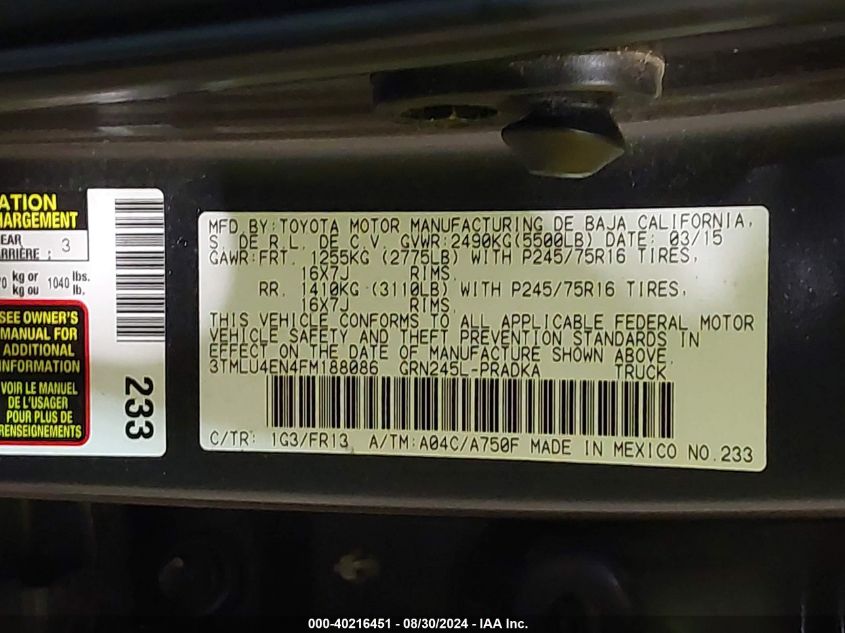 ATION
HARGEMENT
EAR
RRIÈRE : 3
0 kg or
kg ou 1040 lbs.
lb.
SEE OWNER'S
MANUAL FOR
ADDITIONAL
INFORMATION
VOIR LE MANUEL
DE L'USAGER
POUR PLUS DE
RENSEIGNEMENTS
233
MFD. BY: TOYOTA MOTOR MANUFACTURING DE BAJA CALIFORNIA,
S. DE R.L. DE C.V. GVWR:2490KG(5500LB) DATE: 03/15
GAWR:FRT. 1255KG (2775LB) WITH P245/75R16 TIRES,
16X7J RIMS.
RR. 1410KG (3110LB) WITH P245/75R16 TIRES,
16X7J RIMS.
THIS VEHICLE CONFORMS TO ALL APPLICABLE FEDERAL MOTOR
VEHICLE SAFETY AND THEFT PREVENTION STANDARDS IN
EFFECT ON THE DATE OF MANUFACTURE SHOWN ABOVE.
3TMLU4EN4FM188086 GRN245L-PRADKA TRUCK
C/TR: 1G3/FR13 A/TM:A04C/A750F MADE IN MEXICO NO.233
000-40216451 - 08/30/2024 - IAA Inc.